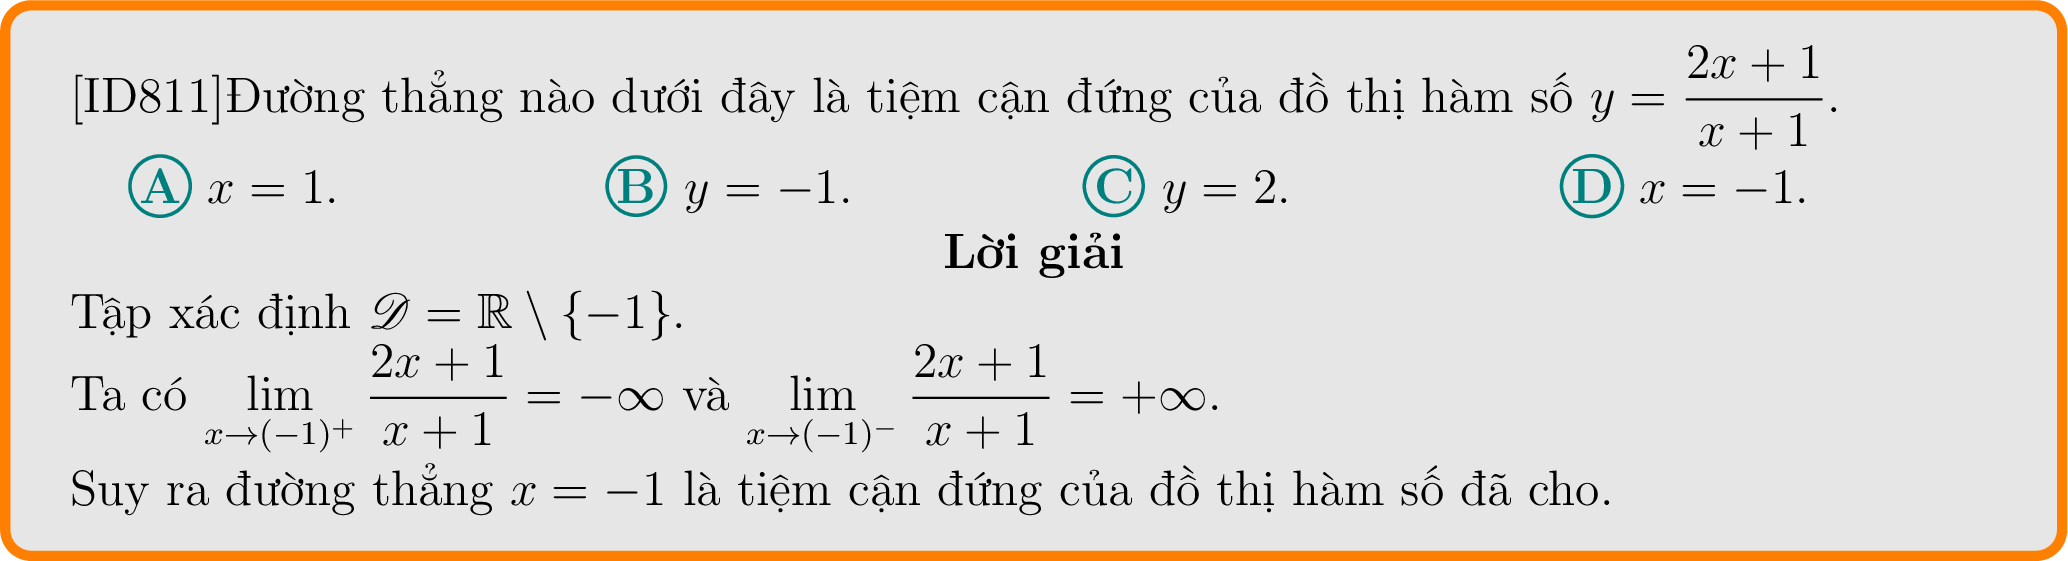 [ID811]Đường thẳng nào dưới đây là tiệm cận đứng của đồ thị hàm số $y = \dfrac{2x+1}{x+1}$.
A $x = 1$. B $y = -1$. C $y = 2$. D $x = -1$.
Lời giải
Tập xác định $\mathscr{D} = \mathbb{R} \setminus \{-1\}$.
Ta có $\lim\limits_{x \to (-1)^+} \dfrac{2x+1}{x+1} = -\infty$ và $\lim\limits_{x \to (-1)^-} \dfrac{2x+1}{x+1} = +\infty$.
Suy ra đường thẳng $x = -1$ là tiệm cận đứng của đồ thị hàm số đã cho.